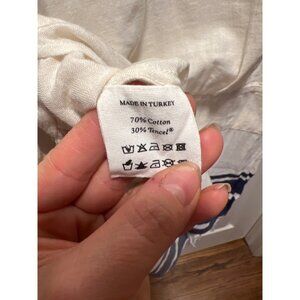 MADE IN TURKEY
70% Cotton
30% Tencel®